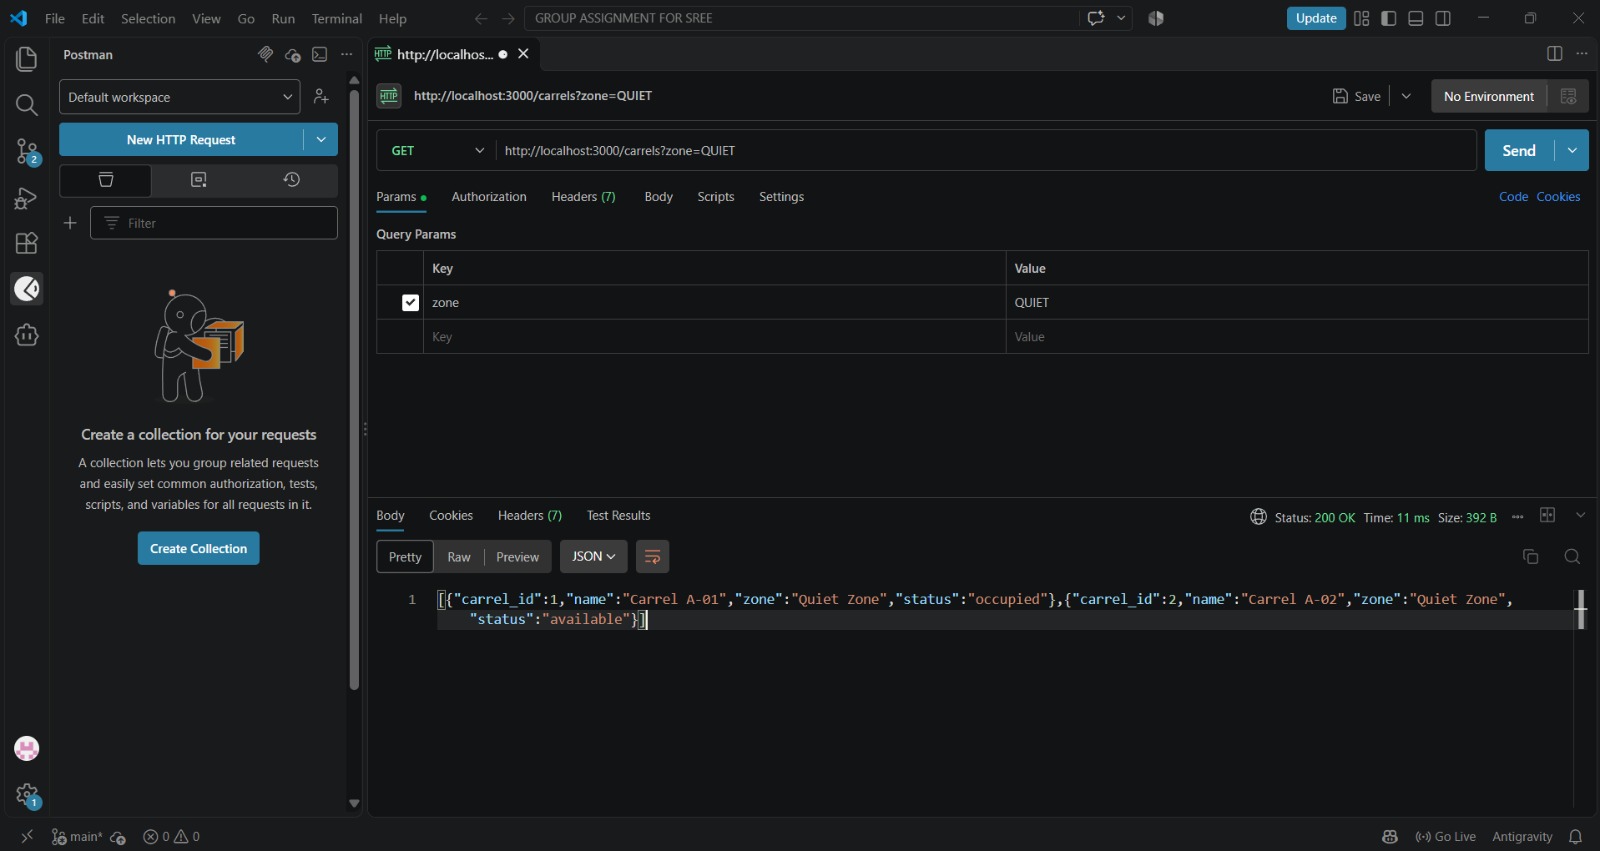 File Edit Selection View Go Run Terminal Help
GROUP ASSIGNMENT FOR SREE
Update
Postman
HTTP http://localhos...
Default workspace
HTTP http://localhost:3000/carrels?zone=QUIET
Save
No Environment
New HTTP Request
GET
http://localhost:3000/carrels?zone=QUIET
Send
2
Params Authorization Headers (7) Body Scripts Settings
Code Cookies
Filter
Query Params
Key Value
zone QUIET
Key Value
Create a collection for your requests
A collection lets you group related requests
and easily set common authorization, tests,
scripts, and variables for all requests in it.
Create Collection
Body Cookies Headers (7) Test Results
Status: 200 OK Time: 11 ms Size: 392 B
Pretty Raw Preview JSON
1 [{"carrel_id":1,"name":"Carrel A-01","zone":"Quiet Zone","status":"occupied"},{"carrel_id":2,"name":"Carrel A-02","zone":"Quiet Zone",
"status":"available"}]
1
main* 0 0
Go Live Antigravity